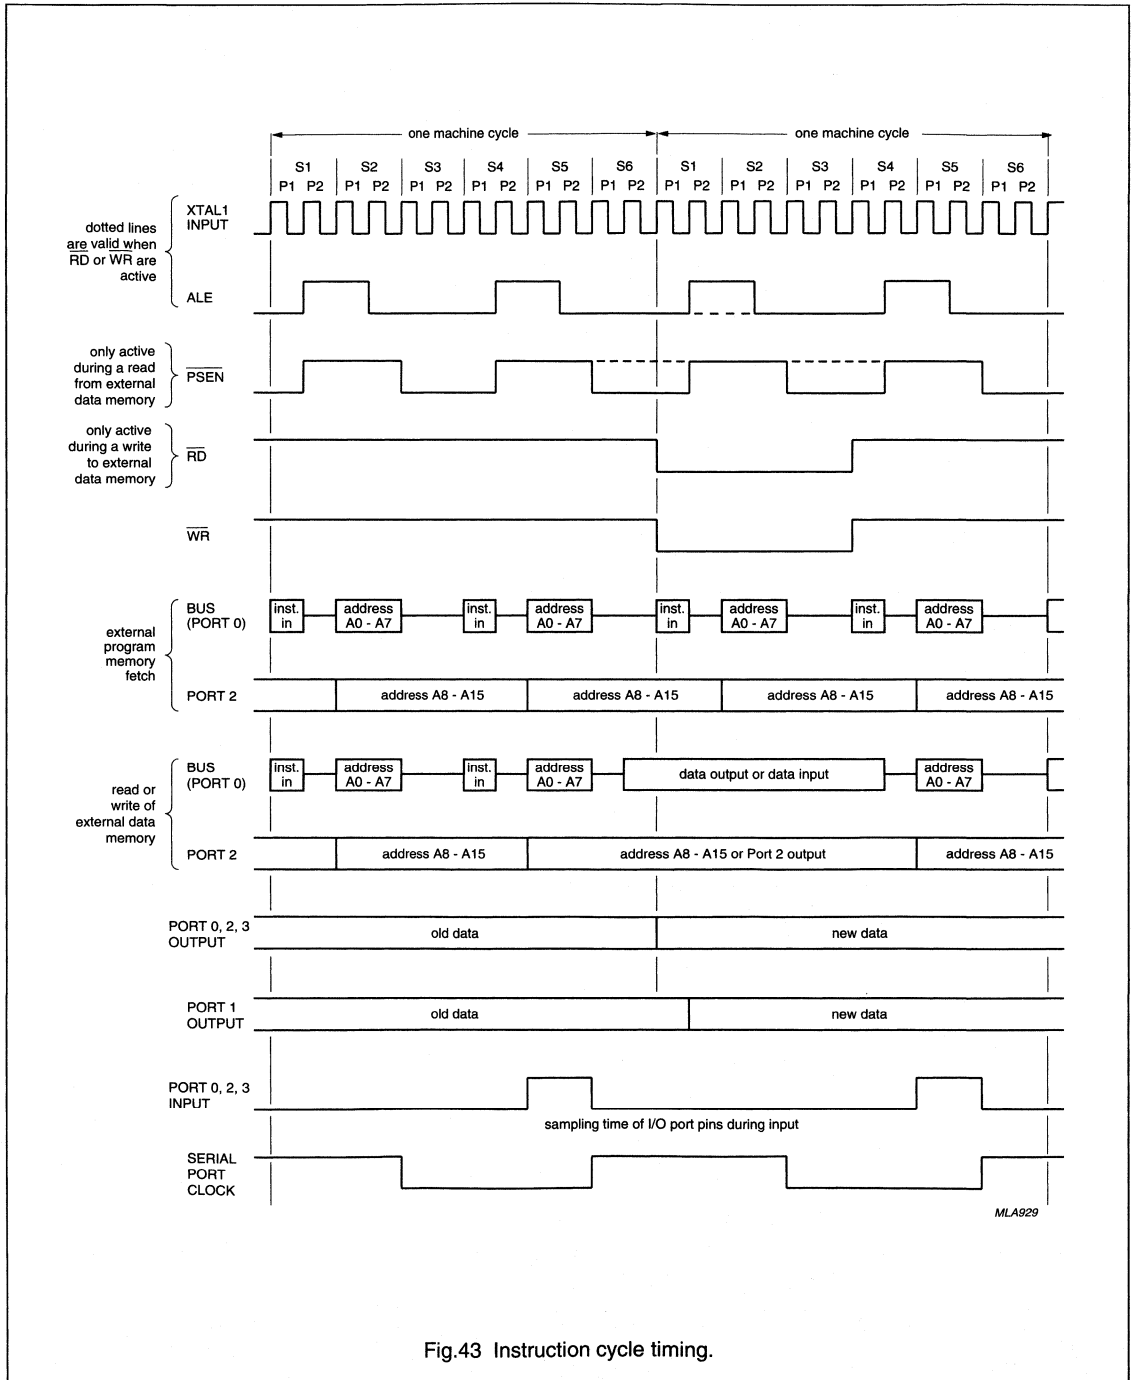 one machine cycle one machine cycle
S1 S2 S3 S4 S5 S6 S1 S2 S3 S4 S5 S6
P1 P2 P1 P2 P1 P2 P1 P2 P1 P2 P1 P2 P1 P2 P1 P2 P1 P2 P1 P2 P1 P2 P1 P2
dotted lines
are valid when
RD or WR are
active
XTAL1
INPUT
ALE
only active
during a read
from external
data memory
PSEN
only active
during a write
to external
data memory
RD
WR
external
program
memory
fetch
BUS
(PORT 0)
inst. address inst. address inst. address inst. address
in A0 - A7 in A0 - A7 in A0 - A7 in A0 - A7
PORT 2
address A8 - A15 address A8 - A15 address A8 - A15 address A8 - A15
read or
write of
external data
memory
BUS
(PORT 0)
inst. address inst. address data output or data input address
in A0 - A7 in A0 - A7 A0 - A7
PORT 2
address A8 - A15 address A8 - A15 or Port 2 output address A8 - A15
PORT 0, 2, 3
OUTPUT
old data new data
PORT 1
OUTPUT
old data new data
PORT 0, 2, 3
INPUT
sampling time of I/O port pins during input
SERIAL
PORT
CLOCK
MLA929
Fig.43 Instruction cycle timing.